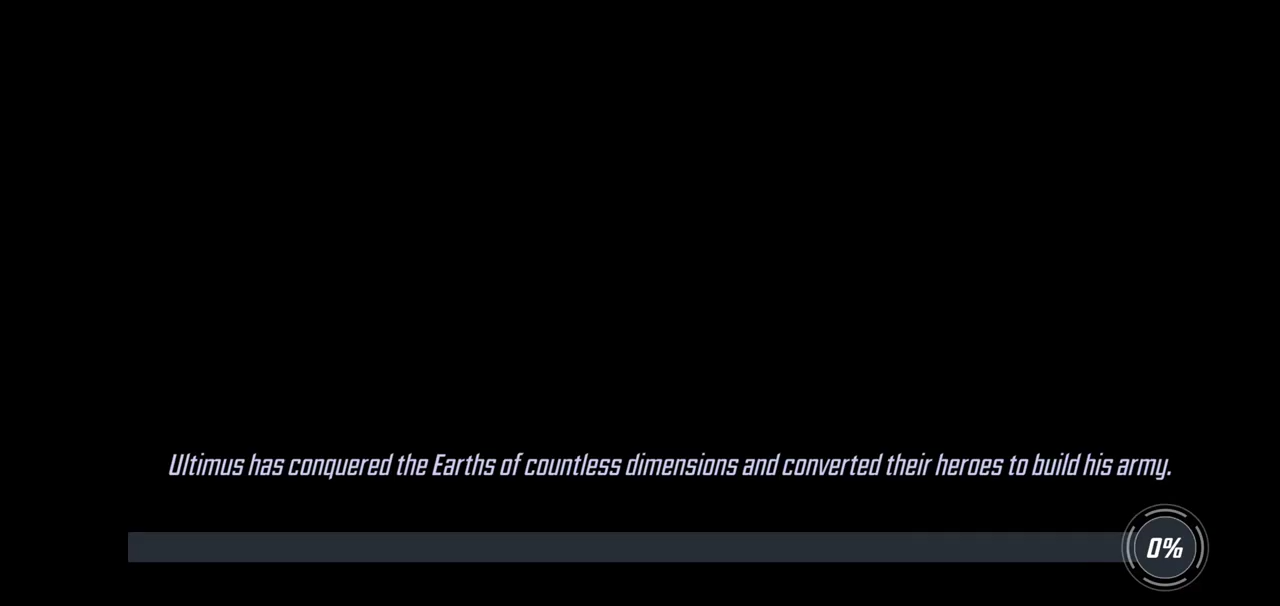 Ultimus has conquered the Earths of countless dimensions and converted their heroes to build his army.
0%